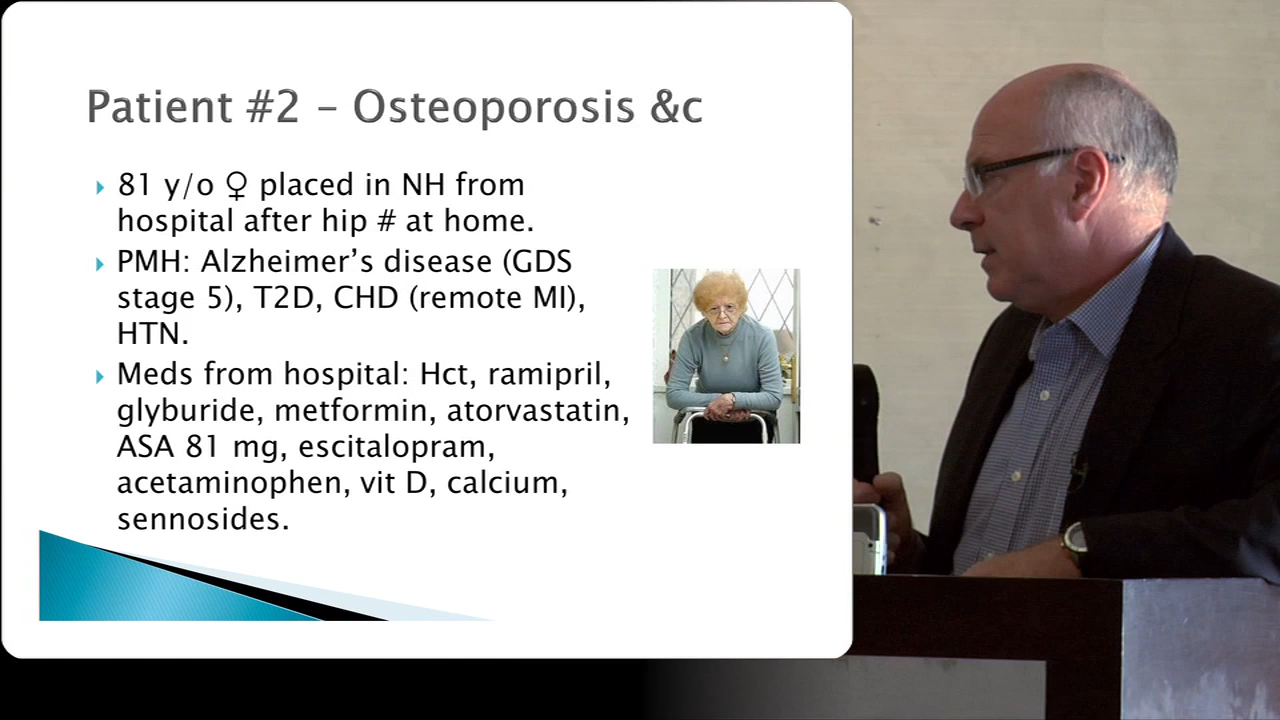 Patient #2 – Osteoporosis &c
81 y/o ♀ placed in NH from
hospital after hip # at home.
PMH: Alzheimer’s disease (GDS
stage 5), T2D, CHD (remote MI),
HTN.
Meds from hospital: Hct, ramipril,
glyburide, metformin, atorvastatin,
ASA 81 mg, escitalopram,
acetaminophen, vit D, calcium,
sennosides.